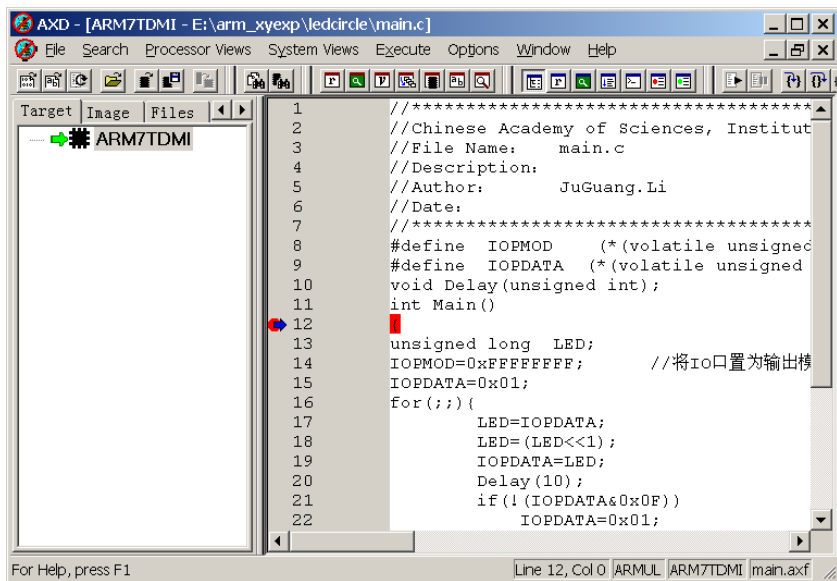 AXD - [ARM7TDMI - E:\arm_xyexp\ledcircle\main.c]
File Search Processor Views System Views Execute Options Window Help
Target Image Files
ARM7TDMI
1 //*************************************
2 //Chinese Academy of Sciences, Institut
3 //File Name: main.c
4 //Description:
5 //Author: JuGuang.Li
6 //Date:
7 //*************************************
8 #define IOPMOD (*(volatile unsigned
9 #define IOPDATA (*(volatile unsigned
10 void Delay(unsigned int);
11 int Main()
12 {
13 unsigned long LED;
14 IOPMOD=0xFFFFFFFF; //将IO口置为输出模
15 IOPDATA=0x01;
16 for(;;){
17 LED=IOPDATA;
18 LED=(LED<<1);
19 IOPDATA=LED;
20 Delay(10);
21 if(!(IOPDATA&0x0F))
22 IOPDATA=0x01;
For Help, press F1
Line 12, Col 0 ARMUL ARM7TDMI main.axf